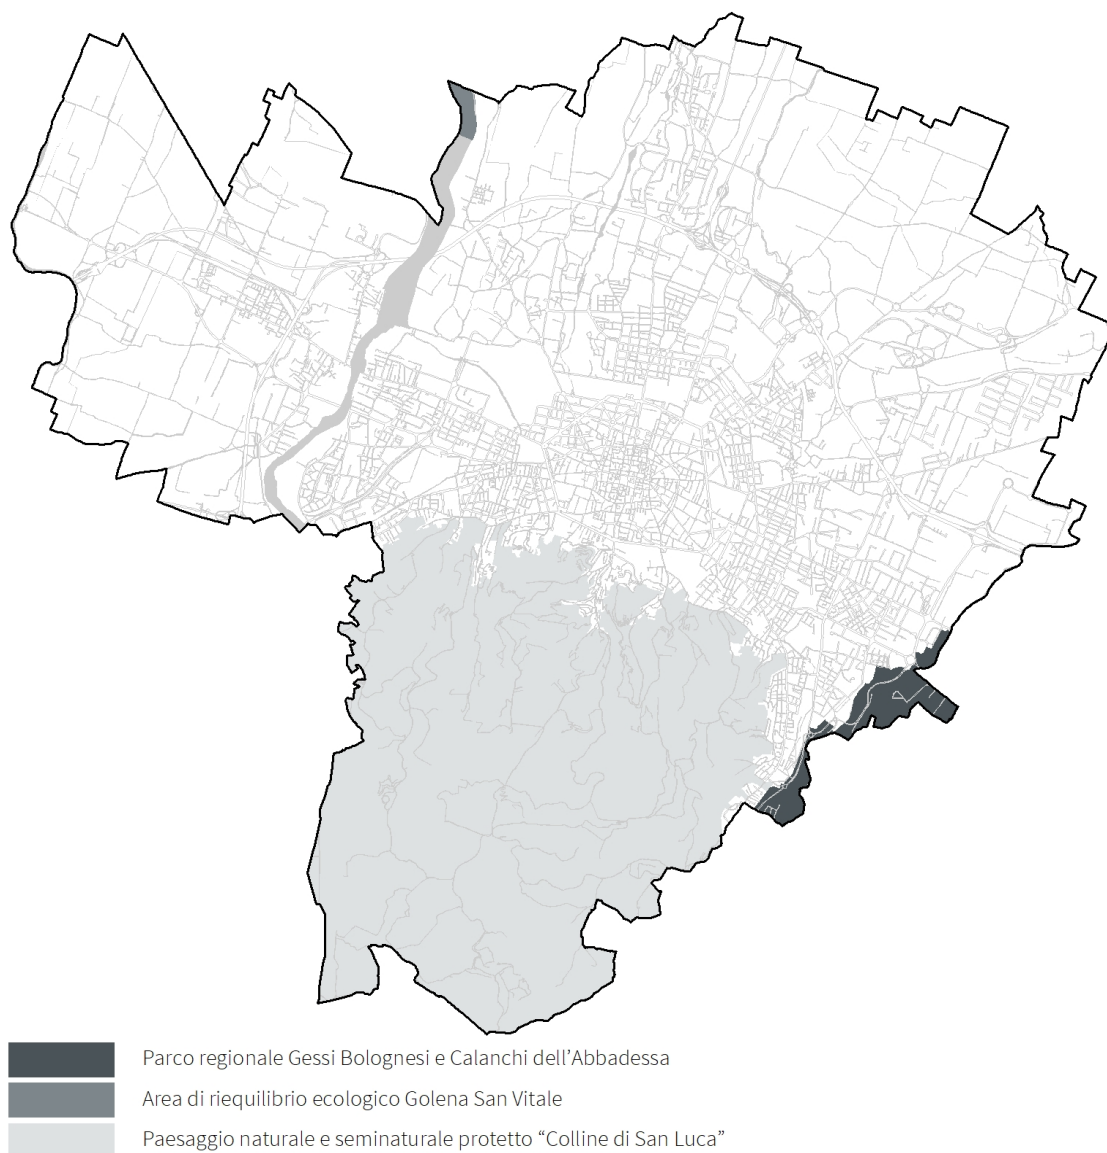 Parco regionale Gessi Bolognesi e Calanchi dell’Abbadessa
Area di riequilibrio ecologico Golena San Vitale
Paesaggio naturale e seminaturale protetto “Colline di San Luca”